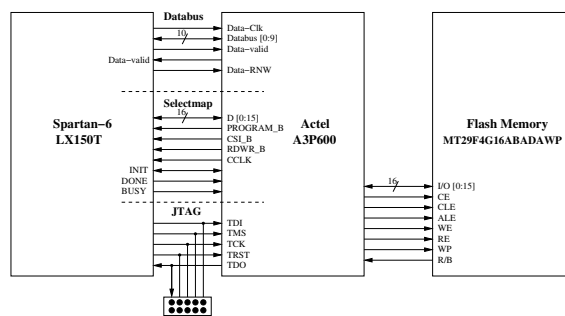 Databus
Data-Clk
10
Databus [0:9]
Data-valid
Data-valid
Data-RNW
Selectmap
16
D [0:15]
PROGRAM_B
CSI_B
RDWR_B
CCLK
INIT
DONE
BUSY
JTAG
TDI
TMS
TCK
TRST
TDO
Spartan-6
LX150T
Actel
A3P600
Flash Memory
MT29F4G16ABADAWP
16
I/O [0:15]
CE
CLE
ALE
WE
RE
WP
R/B